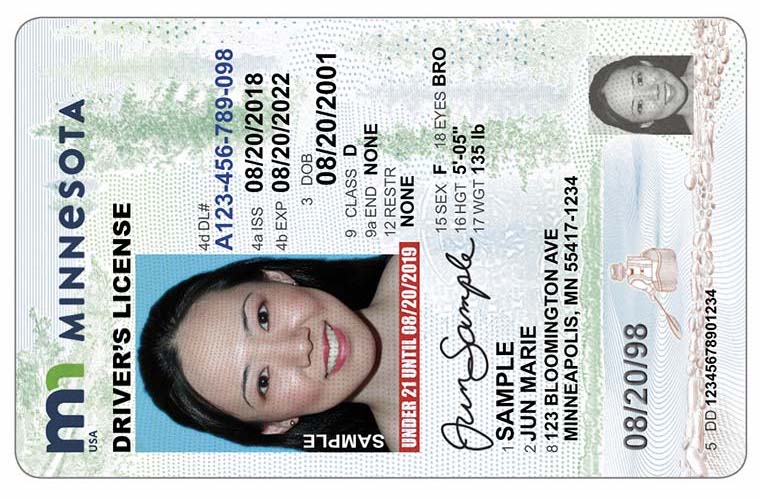 mn MINNESOTA
USA
DRIVER'S LICENSE
4d DL#
A123-456-789-098
4a ISS 08/20/2018
4b EXP 08/20/2022
3 DOB
08/20/2001
9 CLASS D
9a END NONE
12 RESTR
NONE
SAMPLE
UNDER 21 UNTIL 08/20/2019
15 SEX F 18 EYES BRO
16 HGT 5'-05"
17 WGT 135 lb
Jun Sample
1 SAMPLE
2 JUN MARIE
8 123 BLOOMINGTON AVE
MINNEAPOLIS, MN 55417-1234
08/20/98
5 DD 12345678901234